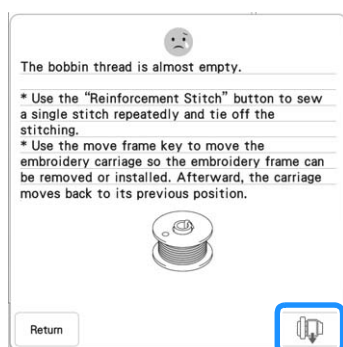 The bobbin thread is almost empty.
* Use the “Reinforcement Stitch” button to sew
a single stitch repeatedly and tie off the
stitching.
* Use the move frame key to move the
embroidery carriage so the embroidery frame can
be removed or installed. Afterward, the carriage
moves back to its previous position.
Return